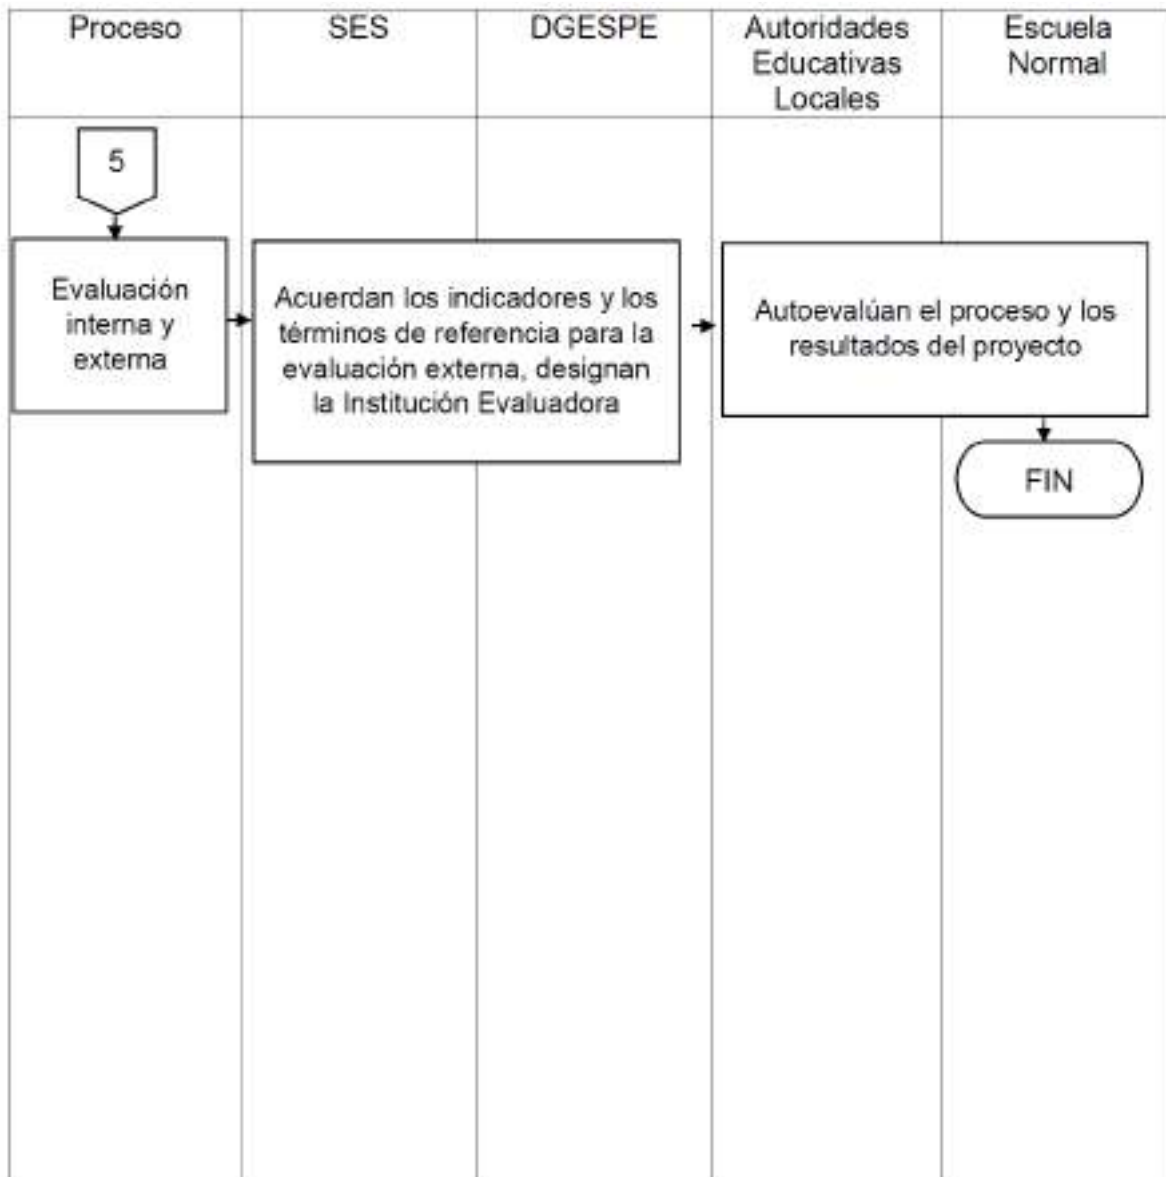 Proceso
SES
DGESPE
Autoridades
Educativas
Locales
Escuela
Normal
5
Evaluación
interna y
externa
Acuerdan los indicadores y los
términos de referencia para la
evaluación externa, designan
la Institución Evaluadora
Autoevalúan el proceso y los
resultados del proyecto
FIN